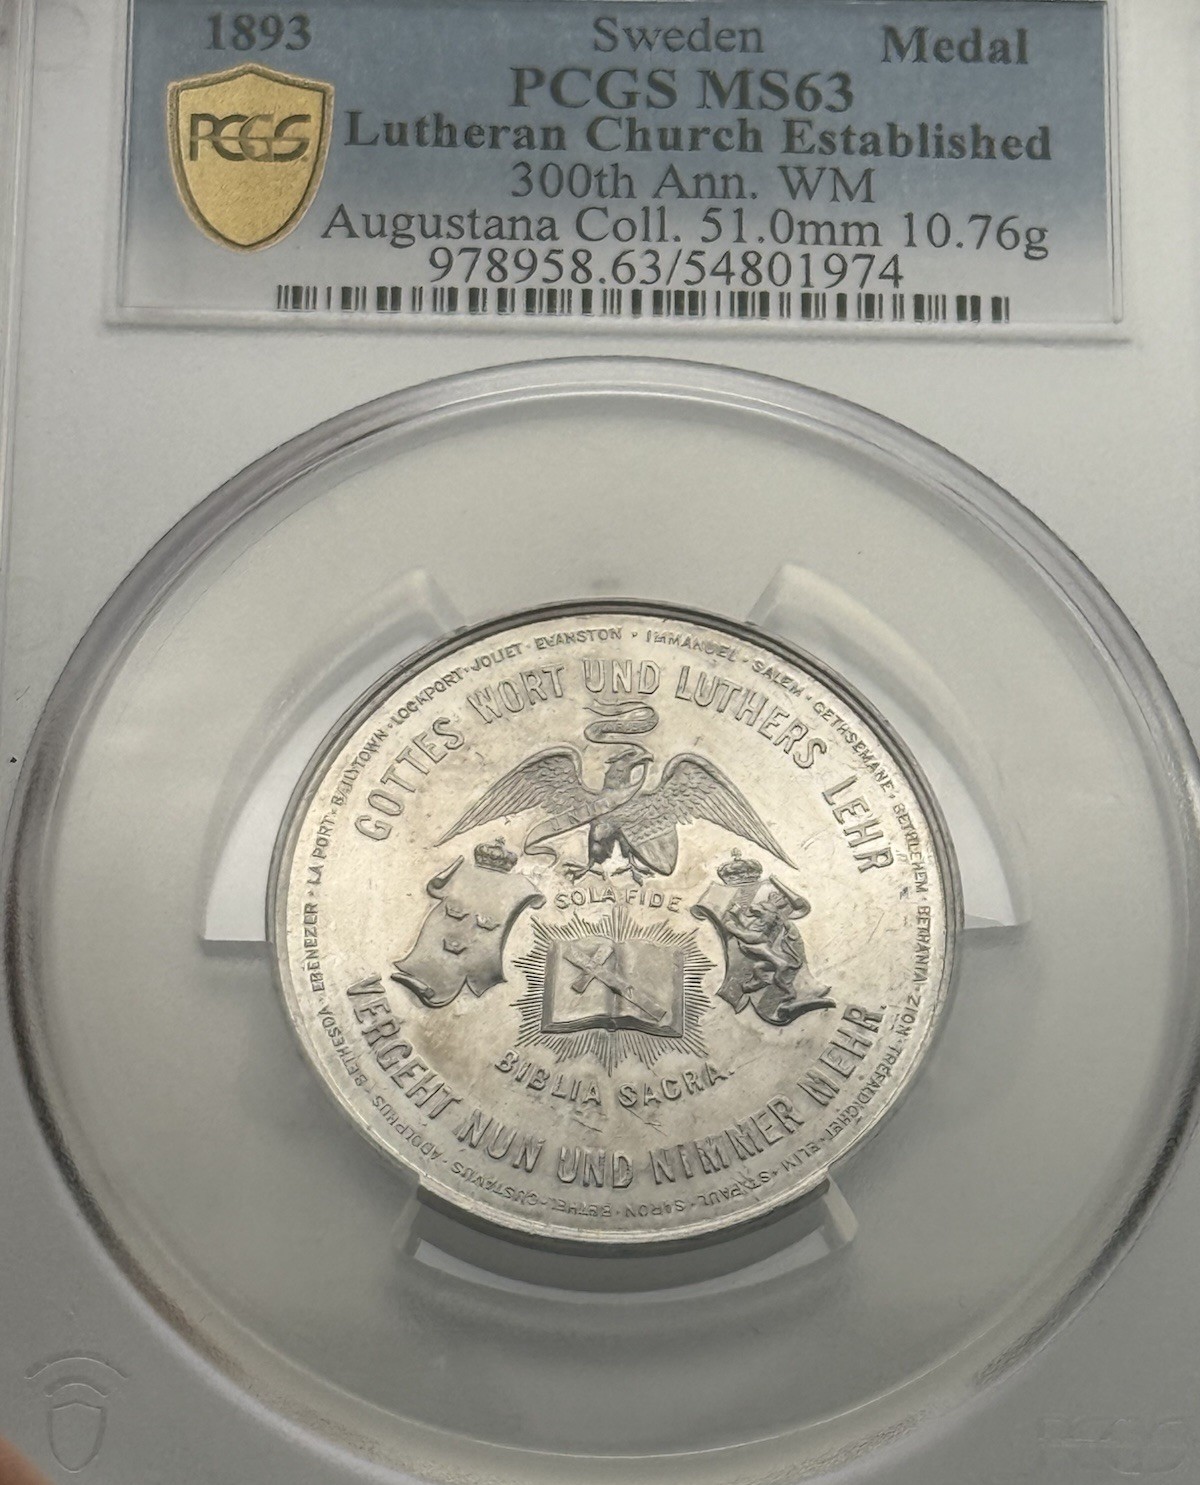 1893 Sweden Medal
PCGS MS63
PCGS
Lutheran Church Established
300th Ann. WM
Augustana Coll. 51.0mm 10.76g
978958.63/54801974
LA PORT · BAILYTOWN · LOCKPORT · JOLIET · EVANSTON · IMMANUEL · SALEM · GETHSEMANE · BETHLEHEM · BETHANIA · ZION · TREFALDIGHET · ELIM · ST. PAUL · SARON · BETHEL · GUSTAVUS ADOLPHUS · BETHESDA · EBENEZER ·
GOTTES WORT UND LUTHERS LEHR
SOLA FIDE
BIBLIA SACRA.
VERGEHT NUN UND NIMMER MEHR.